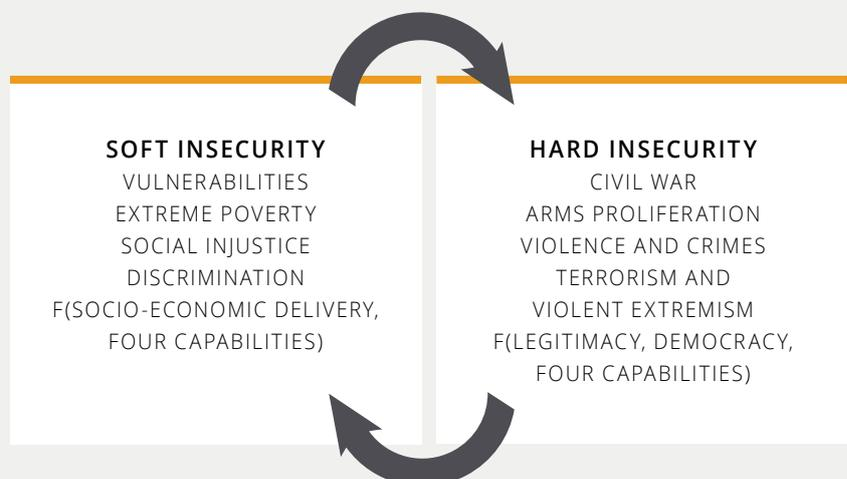 SOFT INSECURITY
VULNERABILITIES
EXTREME POVERTY
SOCIAL INJUSTICE
DISCRIMINATION
F(SOCIO-ECONOMIC DELIVERY,
FOUR CAPABILITIES)
HARD INSECURITY
CIVIL WAR
ARMS PROLIFERATION
VIOLENCE AND CRIMES
TERRORISM AND
VIOLENT EXTREMISM
F(LEGITIMACY, DEMOCRACY,
FOUR CAPABILITIES)